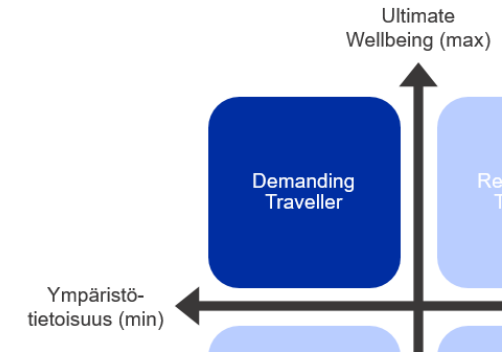 Ultimate
Wellbeing (max)
Demanding
Traveller
Ympäristö-
tietoisuus (min)